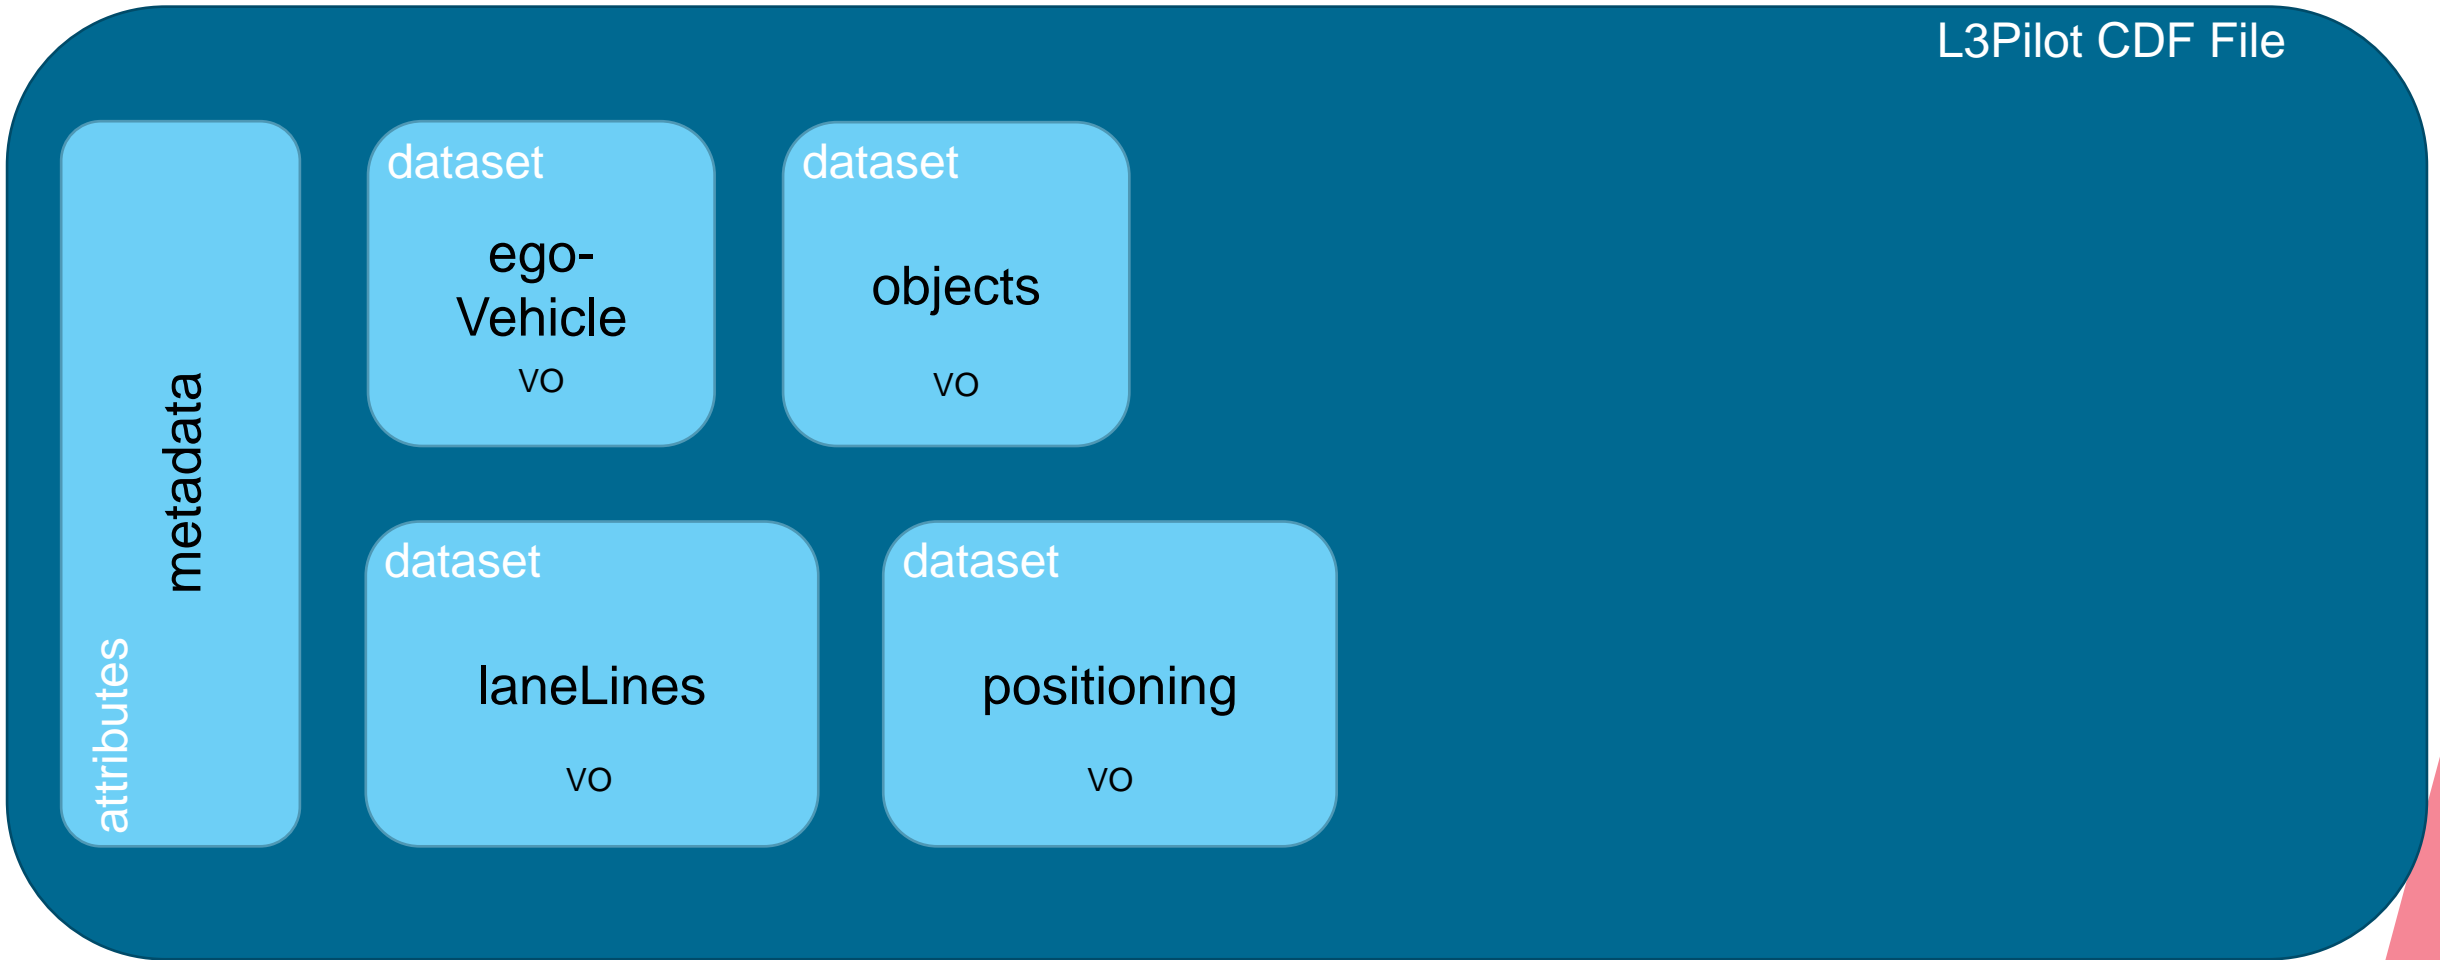 L3Pilot CDF File
metadata
attributes
dataset
ego-
Vehicle
VO
dataset
objects
VO
dataset
laneLines
VO
dataset
positioning
VO